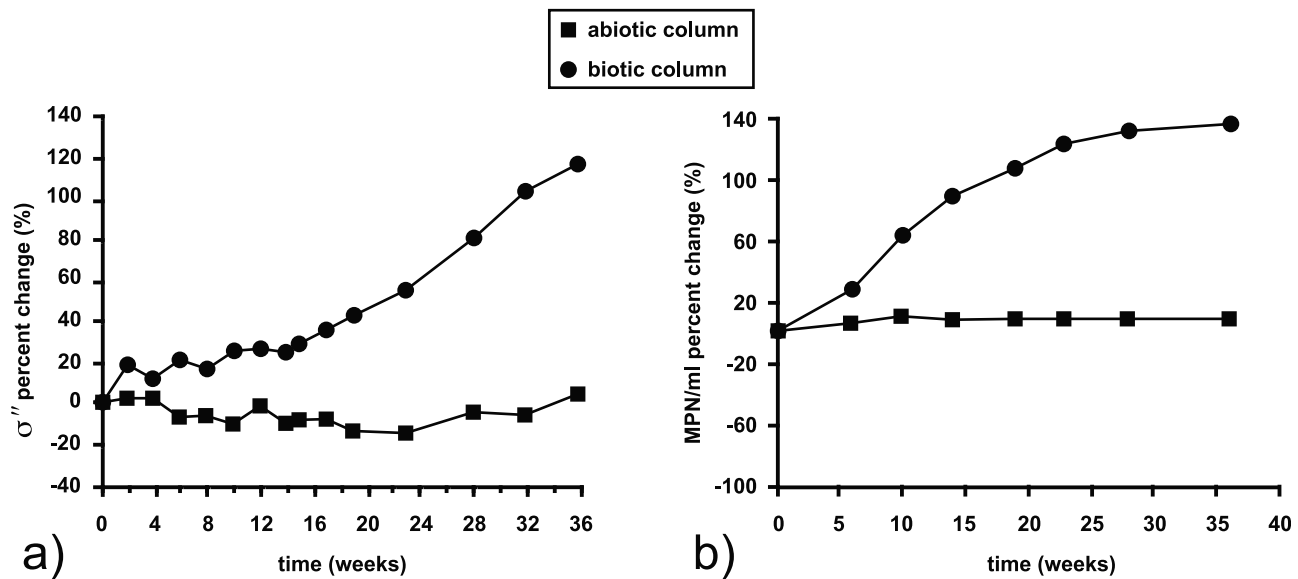 abiotic column
biotic column
140
120
100
80
60
40
20
0
-20
-40
σ'' percent change (%)
0 4 8 12 16 20 24 28 32 36
time (weeks)
a)
140
100
60
20
-20
-60
-100
MPN/ml percent change (%)
0 5 10 15 20 25 30 35 40
time (weeks)
b)